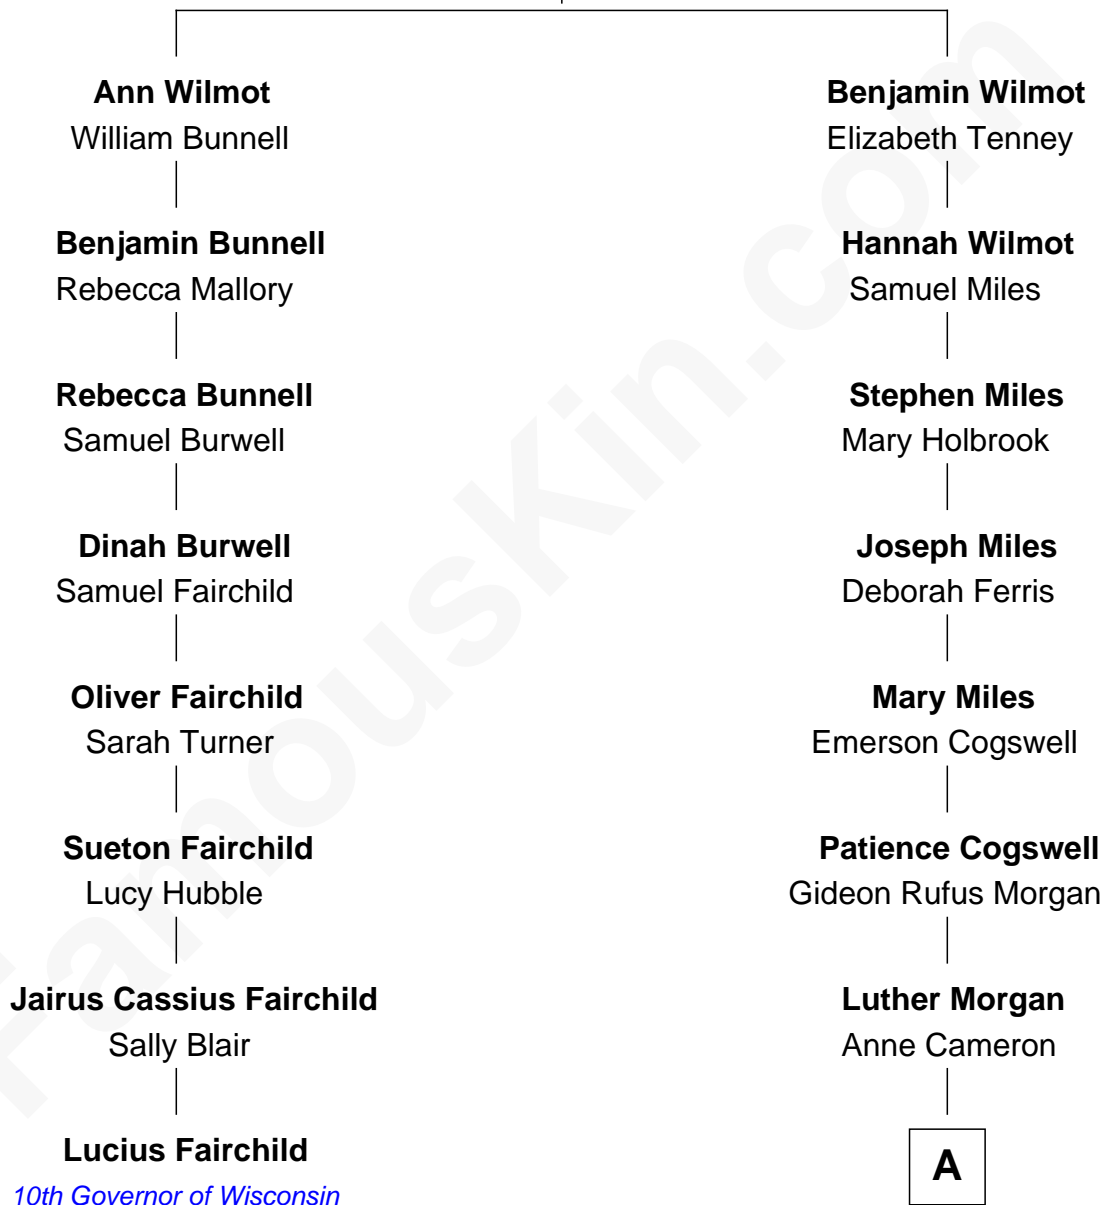 Ann Wilmot
William Bunnell
Benjamin Bunnell
Rebecca Mallory
Rebecca Bunnell
Samuel Burwell
Dinah Burwell
Samuel Fairchild
Oliver Fairchild
Sarah Turner
Sueton Fairchild
Lucy Hubble
Jairus Cassius Fairchild
Sally Blair
Lucius Fairchild
10th Governor of Wisconsin
Benjamin Wilmot
Elizabeth Tenney
Hannah Wilmot
Samuel Miles
Stephen Miles
Mary Holbrook
Joseph Miles
Deborah Ferris
Mary Miles
Emerson Cogswell
Patience Cogswell
Gideon Rufus Morgan
Luther Morgan
Anne Cameron
A
FamousKin.com